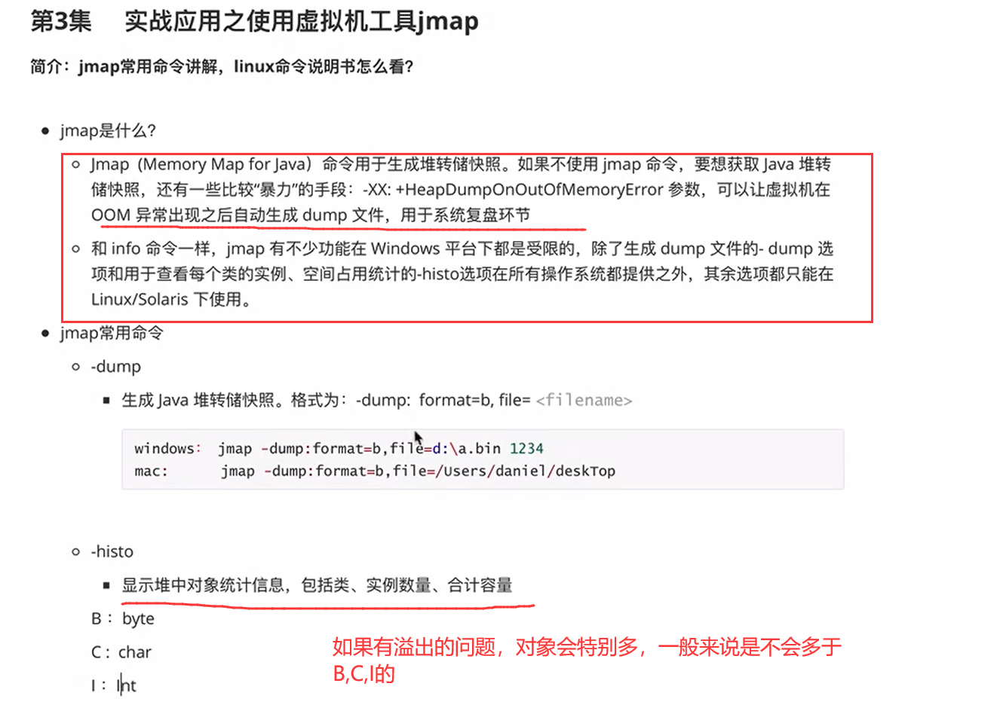 第3集 实战应用之使用虚拟机工具jmap
简介：jmap常用命令讲解，linux命令说明书怎么看?
jmap是什么?
Jmap（Memory Map for Java）命令用于生成堆转储快照。如果不使用 jmap 命令，要想获取 Java 堆转
储快照，还有一些比较“暴力”的手段：-XX: +HeapDumpOnOutOfMemoryError 参数，可以让虚拟机在
OOM 异常出现之后自动生成 dump 文件，用于系统复盘环节
和 info 命令一样，jmap 有不少功能在 Windows 平台下都是受限的，除了生成 dump 文件的- dump 选
项和用于查看每个类的实例、空间占用统计的-histo选项在所有操作系统都提供之外，其余选项都只能在
Linux/Solaris 下使用。
jmap常用命令
-dump
生成 Java 堆转储快照。格式为：-dump: format=b, file= <filename>
windows： jmap -dump:format=b,file=d:\a.bin 1234
mac: jmap -dump:format=b,file=/Users/daniel/deskTop
-histo
显示堆中对象统计信息，包括类、实例数量、合计容量
B： byte
C：char
I： Int
如果有溢出的问题，对象会特别多，一般来说是不会多于
B,C,I的